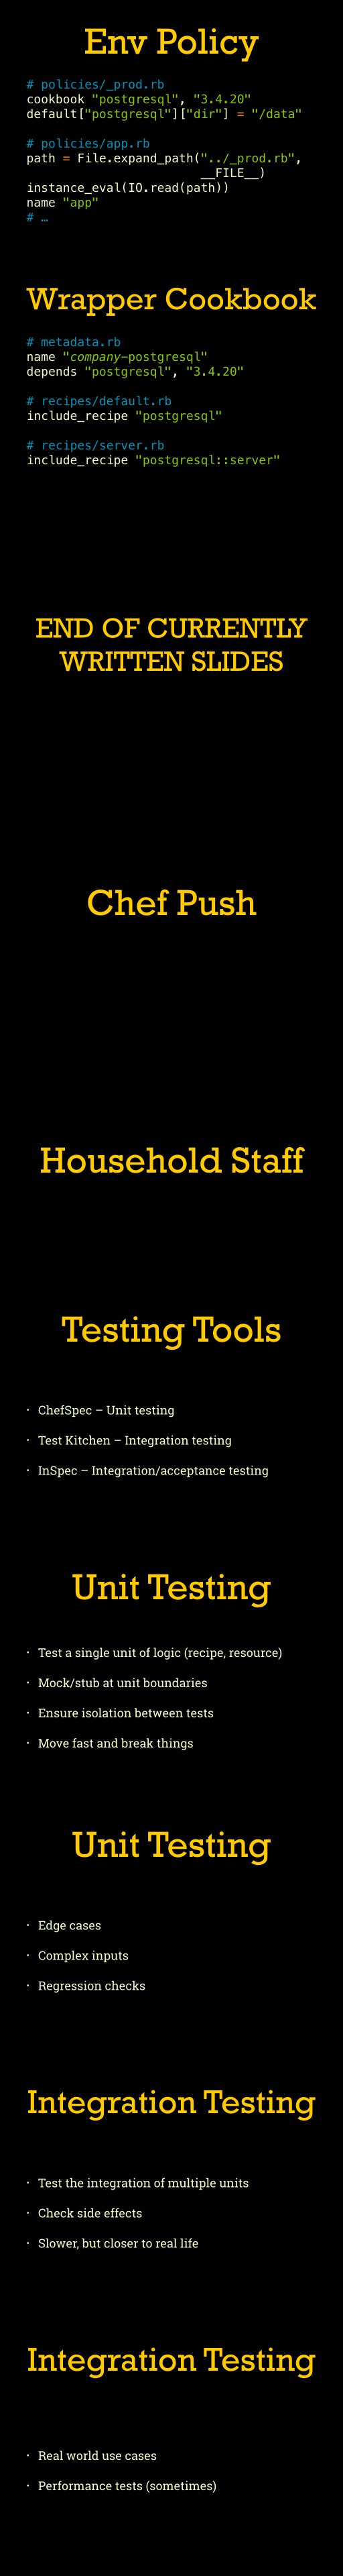 Env Policy
# policies/_prod.rb
cookbook "postgresql", "3.4.20"
default["postgresql"]["dir"] = "/data"
# policies/app.rb
path = File.expand_path("../_prod.rb",
__FILE__)
instance_eval(IO.read(path))
name "app"
# …
Wrapper Cookbook
# metadata.rb
name "company-postgresql"
depends "postgresql", "3.4.20"
# recipes/default.rb
include_recipe "postgresql"
# recipes/server.rb
include_recipe "postgresql::server"
END OF CURRENTLY
WRITTEN SLIDES
Chef Push
Household Staff
Testing Tools
• ChefSpec – Unit testing
• Test Kitchen – Integration testing
• InSpec – Integration/acceptance testing
Unit Testing
• Test a single unit of logic (recipe, resource)
• Mock/stub at unit boundaries
• Ensure isolation between tests
• Move fast and break things
Unit Testing
• Edge cases
• Complex inputs
• Regression checks
Integration Testing
• Test the integration of multiple units
• Check side effects
• Slower, but closer to real life
Integration Testing
• Real world use cases
• Performance tests (sometimes)